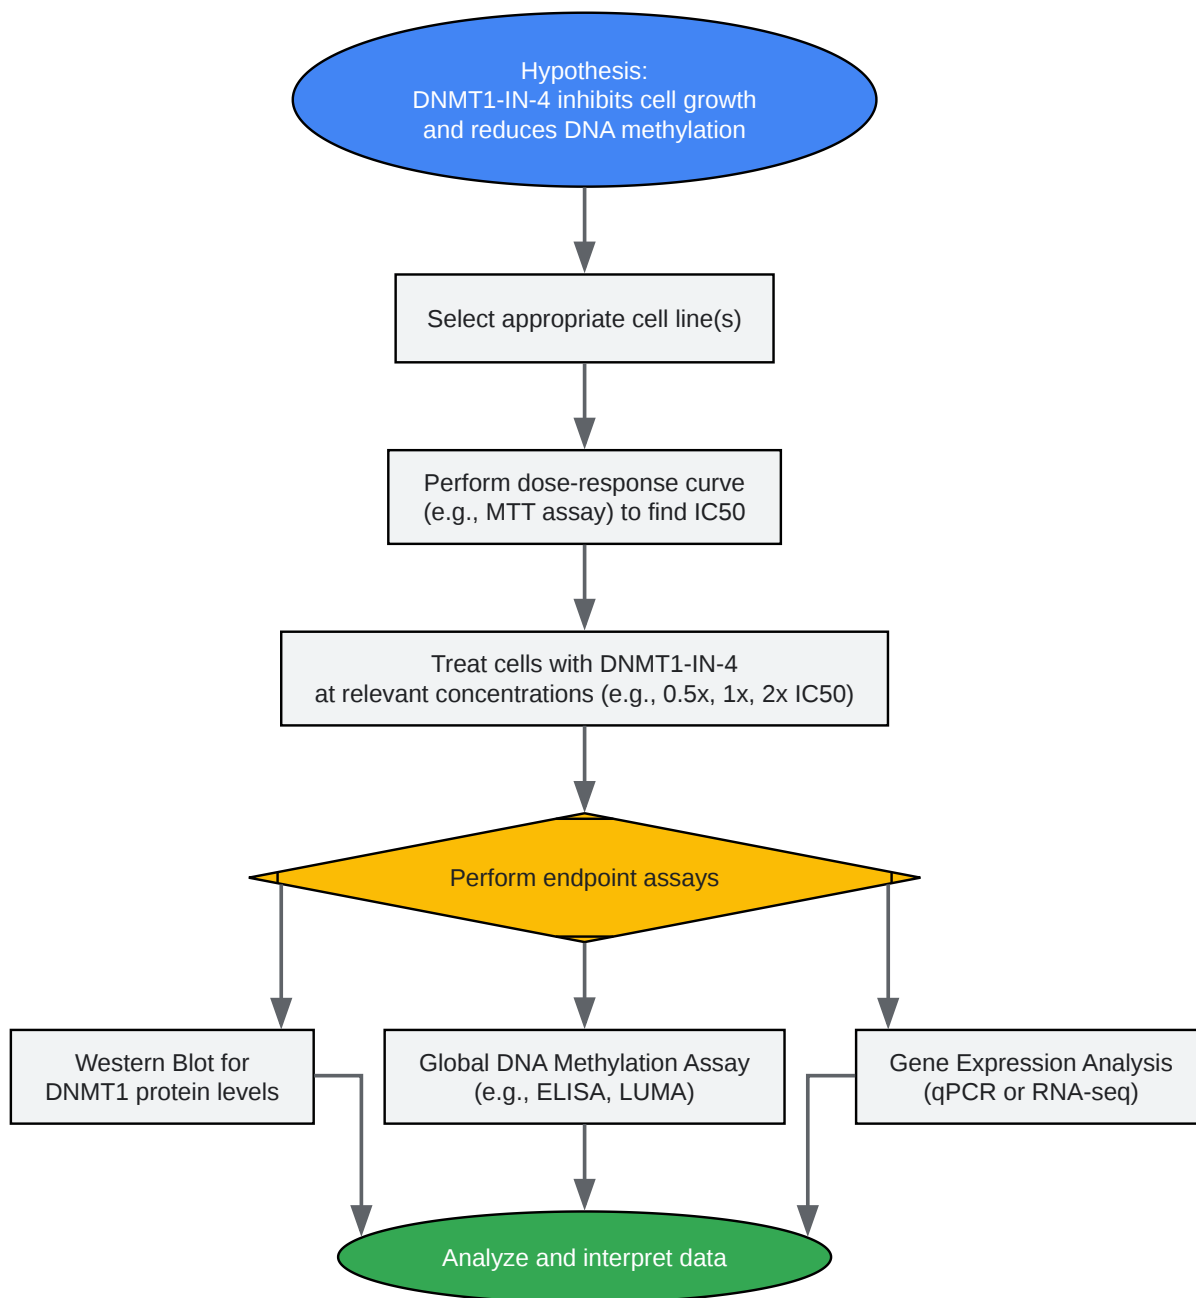 Hypothesis:
DNMT1-IN-4 inhibits cell growth
and reduces DNA methylation
Select appropriate cell line(s)
Perform dose-response curve
(e.g., MTT assay) to find IC50
Treat cells with DNMT1-IN-4
at relevant concentrations (e.g., 0.5x, 1x, 2x IC50)
Perform endpoint assays
Western Blot for
DNMT1 protein levels
Global DNA Methylation Assay
(e.g., ELISA, LUMA)
Gene Expression Analysis
(qPCR or RNA-seq)
Analyze and interpret data